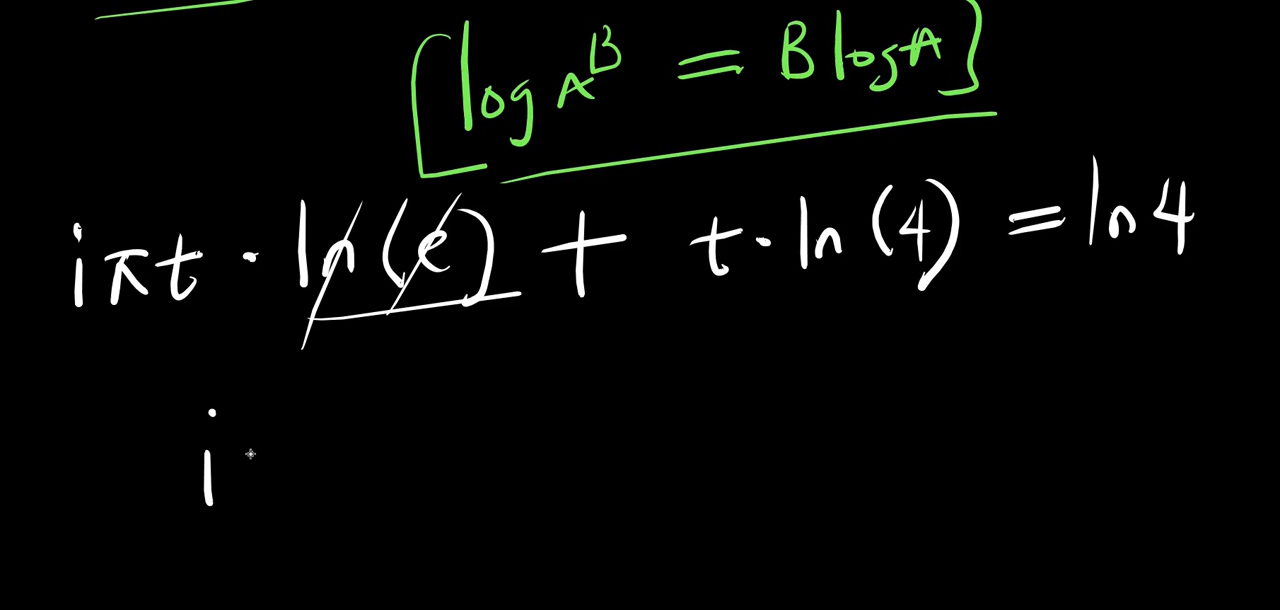 [log A^B = B log A]
iπt · ln(e) + t · ln(4) = ln 4
i